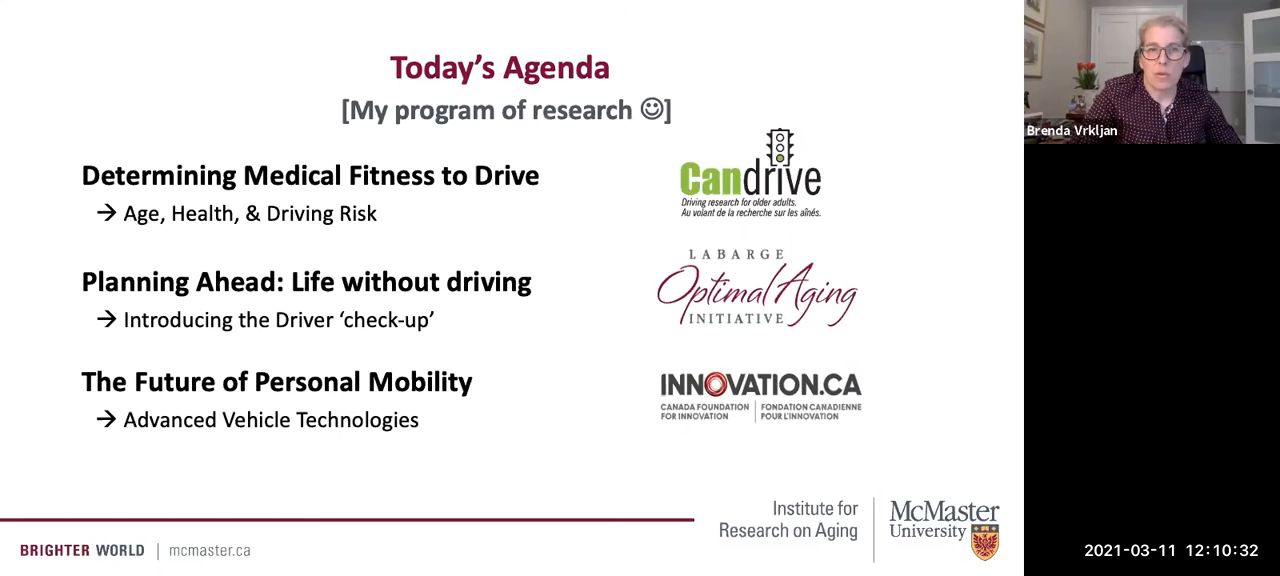 Today's Agenda
[My program of research ☺]
Determining Medical Fitness to Drive
→ Age, Health, & Driving Risk
Candrive
Driving research for older adults.
Au volant de la recherche sur les aînés.
Planning Ahead: Life without driving
→ Introducing the Driver ‘check-up’
LABARGE
Optimal Aging
INITIATIVE
The Future of Personal Mobility
→ Advanced Vehicle Technologies
INNOVATION.CA
CANADA FOUNDATION FOR INNOVATION | FONDATION CANADIENNE POUR L'INNOVATION
Institute for
Research on Aging
McMaster
University
BRIGHTER WORLD | mcmaster.ca
Brenda Vrkljan
2021-03-11 12:10:32